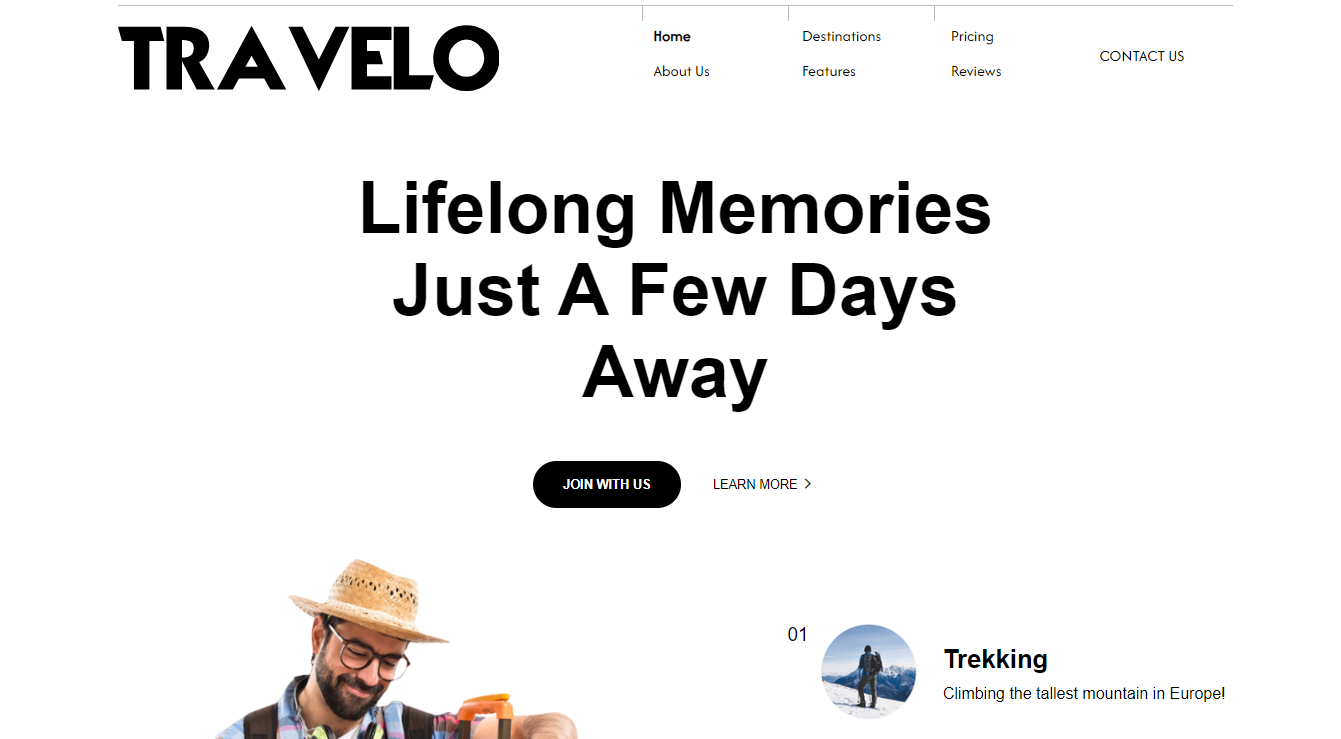 TRAVELO
Home
Destinations
Pricing
About Us
Features
Reviews
CONTACT US
Lifelong Memories
Just A Few Days
Away
JOIN WITH US
LEARN MORE
01
Trekking
Climbing the tallest mountain in Europe!